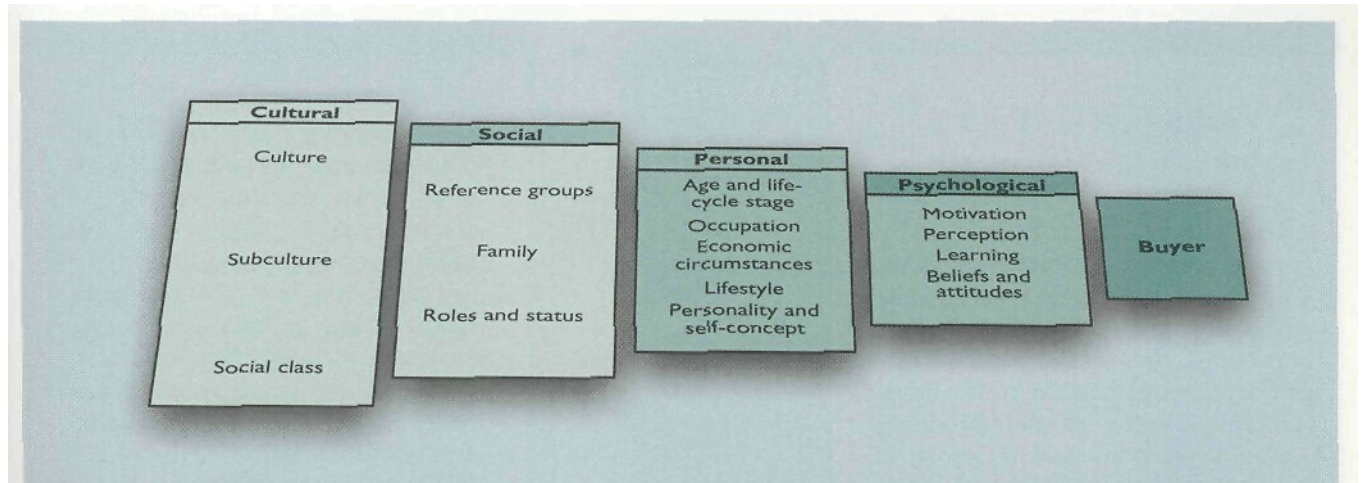 Cultural
Culture
Subculture
Social class
Social
Reference groups
Family
Roles and status
Personal
Age and life-
cycle stage
Occupation
Economic
circumstances
Lifestyle
Personality and
self-concept
Psychological
Motivation
Perception
Learning
Beliefs and
attitudes
Buyer